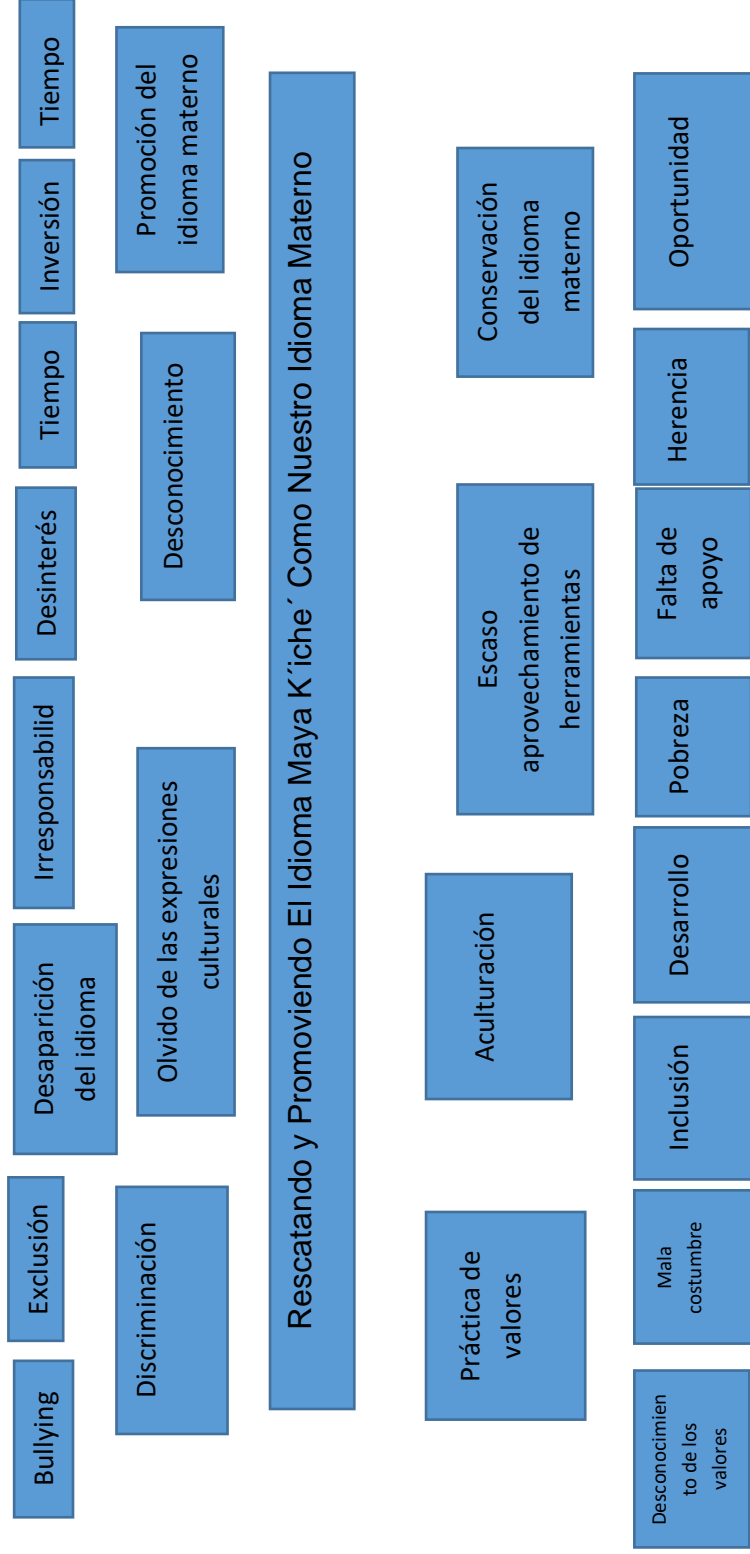 Bullying
Exclusión
Desaparición
del idioma
Irresponsabilid
Desinterés
Tiempo
Inversión
Tiempo
Discriminación
Olvido de las expresiones
culturales
Desconocimiento
Promoción del
idioma materno
Rescatando y Promoviendo El Idioma Maya K´iche´ Como Nuestro Idioma Materno
Práctica de
valores
Aculturación
Escaso
aprovechamiento de
herramientas
Conservación
del idioma
materno
Desconocimien
to de los
valores
Mala
costumbre
Inclusión
Desarrollo
Pobreza
Falta de
apoyo
Herencia
Oportunidad